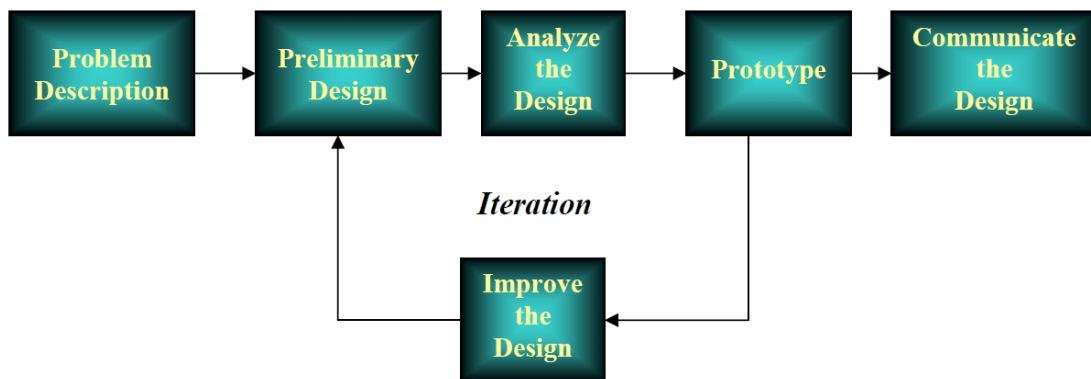 Problem
Description
Preliminary
Design
Analyze
the
Design
Prototype
Communicate
the
Design
Iteration
Improve
the
Design